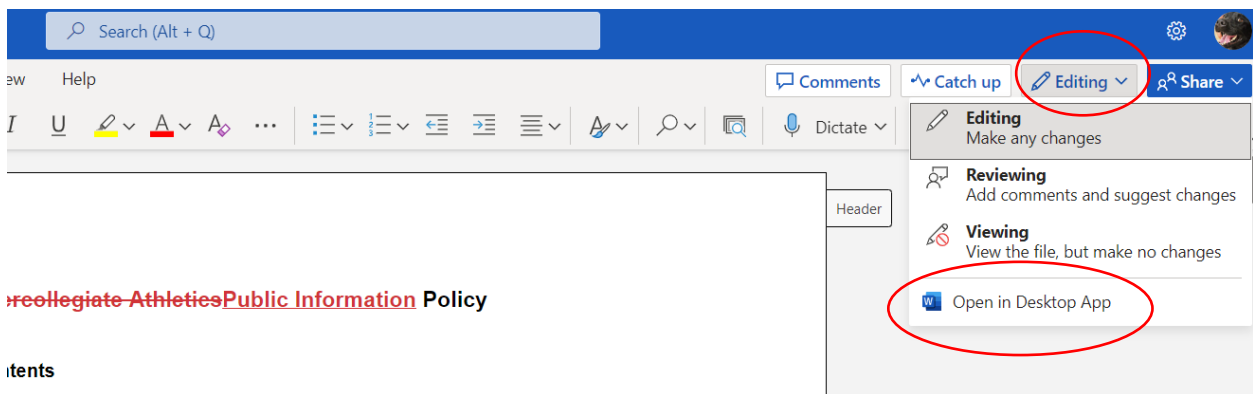 Search (Alt + Q)
ew Help
Comments Catch up Editing Share
I U A A Dictate
Editing
Make any changes
Reviewing
Add comments and suggest changes
Header
Viewing
View the file, but make no changes
ercollegiate AthleticsPublic Information Policy
Open in Desktop App
ntents